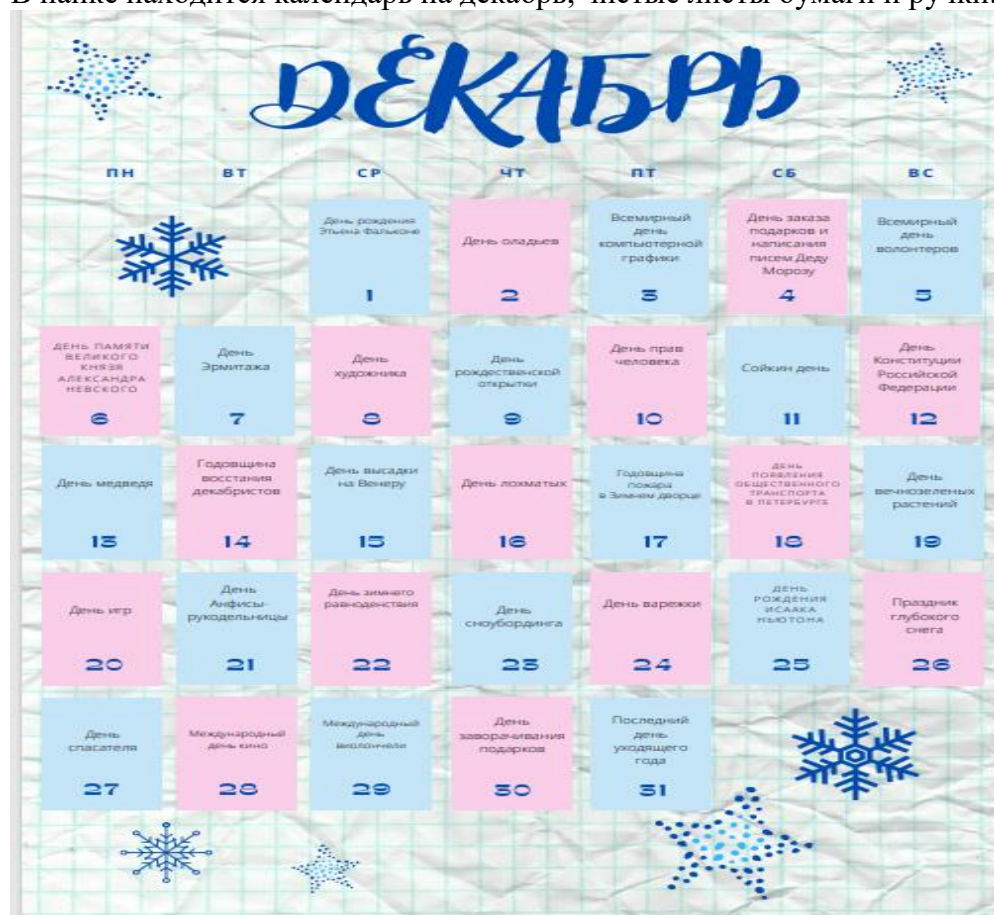 В папке находится календарь на декабрь, чистые листы бумаги и ручки.
ДЕКАБРЬ
ПН ВТ СР ЧТ ПТ СБ ВС
День рождения
Этьена Фальконе
1
День оладьев
2
Всемирный
день
компьютерной
графики
3
День заказа
подарков и
написания
писем Деду
Морозу
4
Всемирный
день
волонтеров
5
ДЕНЬ ПАМЯТИ
ВЕЛИКОГО
КНЯЗЯ
АЛЕКСАНДРА
НЕВСКОГО
6
День
Эрмитажа
7
День
художника
8
День
рождественской
открытки
9
День прав
человека
10
Сойкин день
11
День
Конституции
Российской
Федерации
12
День медведя
13
Годовщина
восстания
декабристов
14
День высадки
на Венеру
15
День лохматых
16
Годовщина
пожара
в Зимнем дворце
17
ДЕНЬ
ПОЯВЛЕНИЯ
ОБЩЕСТВЕННОГО
ТРАНСПОРТА
В ПЕТЕРБУРГЕ
18
День
вечнозеленых
растений
19
День игр
20
День
Анфисы-
рукодельницы
21
День зимнего
равноденствия
22
День
сноубординга
23
День варежки
24
ДЕНЬ
РОЖДЕНИЯ
ИСААКА
НЬЮТОНА
25
Праздник
глубокого
снега
26
День
спасателя
27
Международный
день кино
28
Международный
день
виолончели
29
День
заворачивания
подарков
30
Последний
день
уходящего
года
31